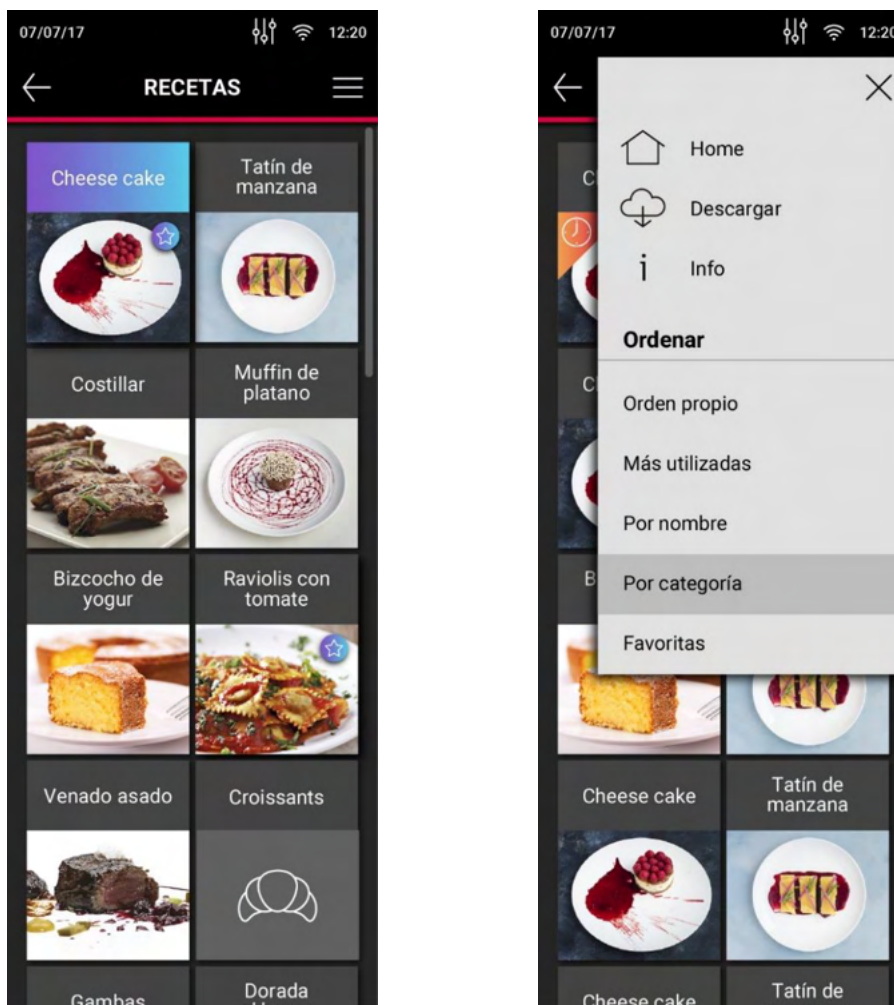 07/07/17
12:20
RECETAS
Cheese cake
Tatín de
manzana
Costillar
Muffin de
platano
Bizcocho de
yogur
Raviolis con
tomate
Venado asado
Croissants
Gambas
Dorada
07/07/17
12:20
C
Home
Descargar
Info
Ordenar
C
Orden propio
Más utilizadas
Por nombre
B
Por categoría
Favoritas
Cheese cake
Tatín de
manzana
Cheese cake
Tatín de